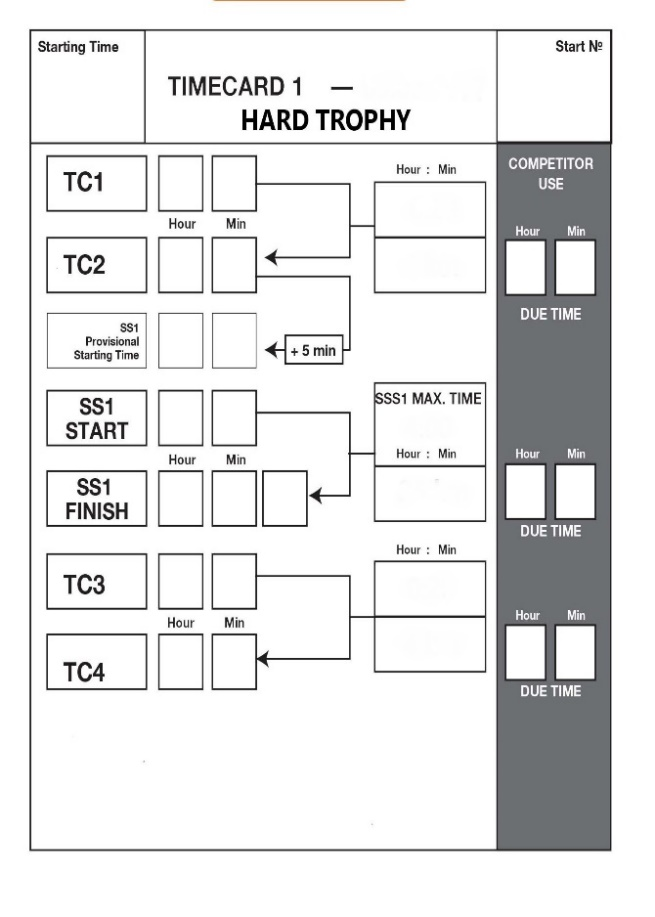 Starting Time
TIMECARD 1 —
HARD TROPHY
Start №
TC1
Hour : Min
COMPETITOR
USE
Hour Min
Hour Min
TC2
DUE TIME
SS1
Provisional
Starting Time
+ 5 min
SS1
START
SSS1 MAX. TIME
Hour Min
Hour : Min
Hour Min
SS1
FINISH
DUE TIME
Hour : Min
TC3
Hour Min
Hour Min
TC4
DUE TIME